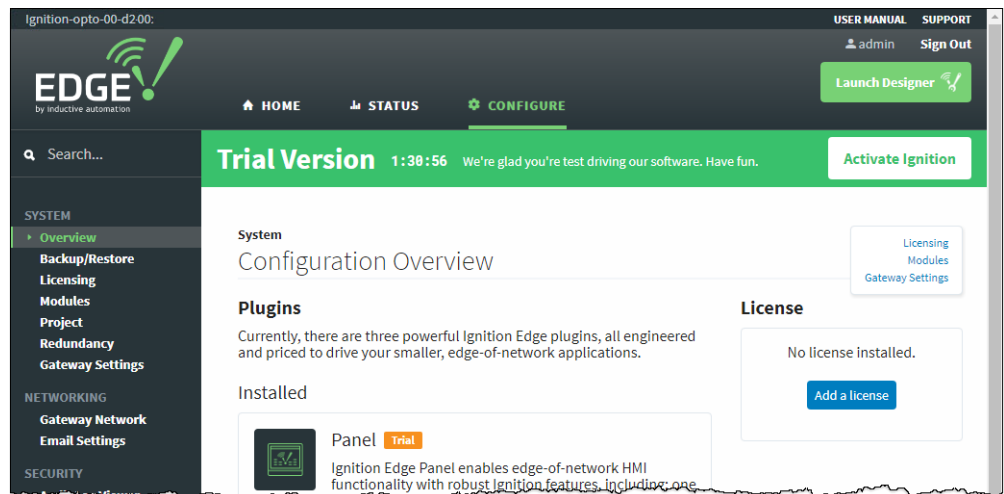 Ignition-opto-00-d2-00:
USER MANUAL SUPPORT
admin Sign Out
EDGE
by inductive automation
Launch Designer
HOME STATUS CONFIGURE
Search...
Trial Version 1:30:56 We're glad you're test driving our software. Have fun.
Activate Ignition
SYSTEM
Overview
Backup/Restore
Licensing
Modules
Project
Redundancy
Gateway Settings
NETWORKING
Gateway Network
Email Settings
SECURITY
System
Configuration Overview
Licensing
Modules
Gateway Settings
Plugins
Currently, there are three powerful Ignition Edge plugins, all engineered
and priced to drive your smaller, edge-of-network applications.
Installed
Panel Trial
Ignition Edge Panel enables edge-of-network HMI
functionality with robust Ignition features, including: one
License
No license installed.
Add a license